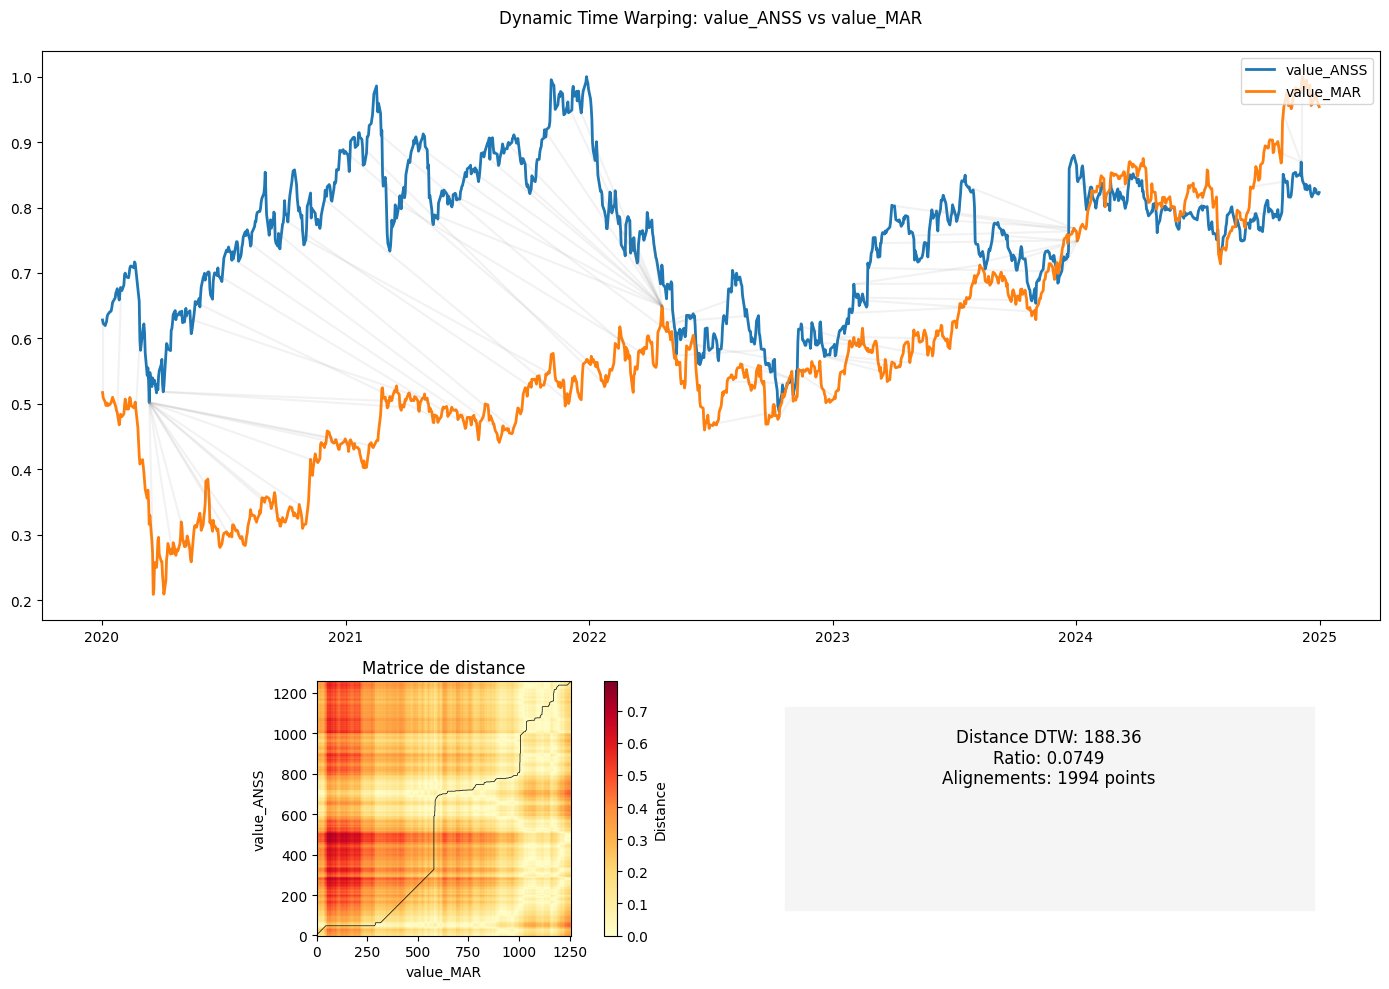 Dynamic Time Warping: value_ANSS vs value_MAR
value_ANSS
value_MAR
1.0
0.9
0.8
0.7
0.6
0.5
0.4
0.3
0.2
2020 2021 2022 2023 2024 2025
Matrice de distance
1200
1000
800
600
400
200
0
value_ANSS
0 250 500 750 1000 1250
value_MAR
0.7
0.6
0.5
0.4
0.3
0.2
0.1
0.0
Distance
Distance DTW: 188.36
Ratio: 0.0749
Alignements: 1994 points